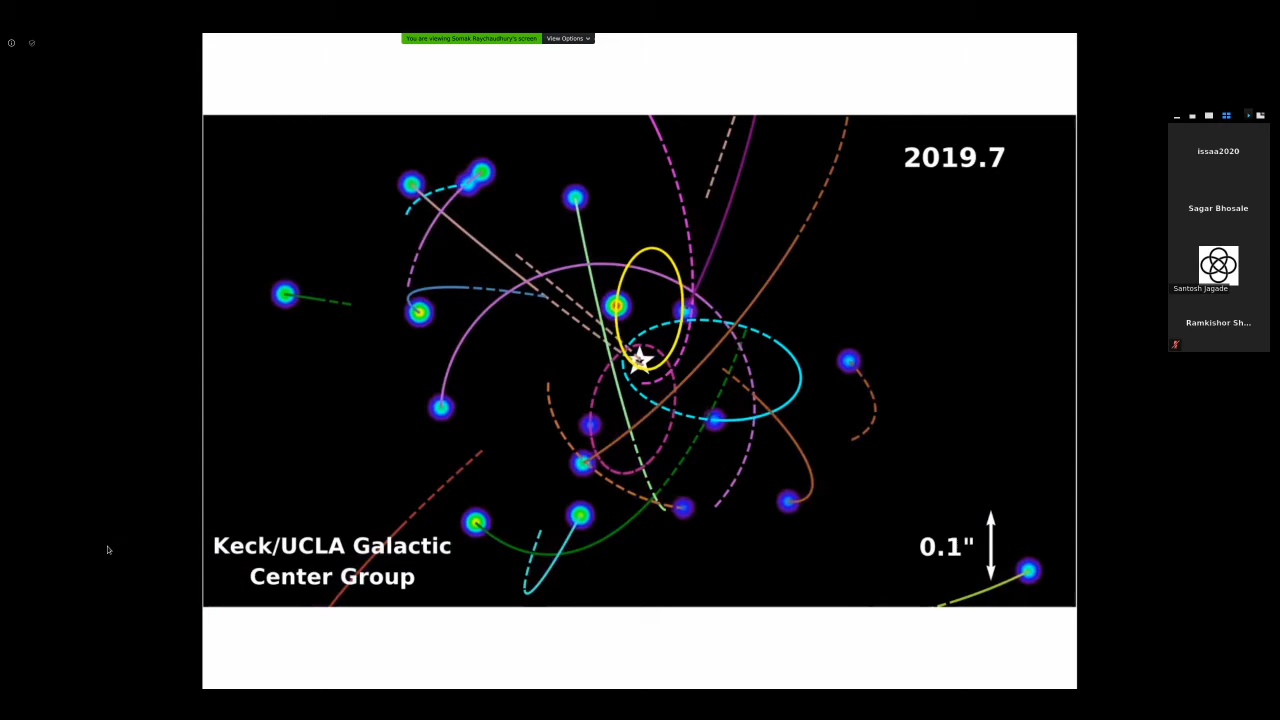 You are viewing Somak Raychaudhury's screen
View Options
2019.7
Keck/UCLA Galactic
Center Group
0.1"
issaa2020
Sagar Bhosale
Santosh Jagade
Ramkishor Sh...